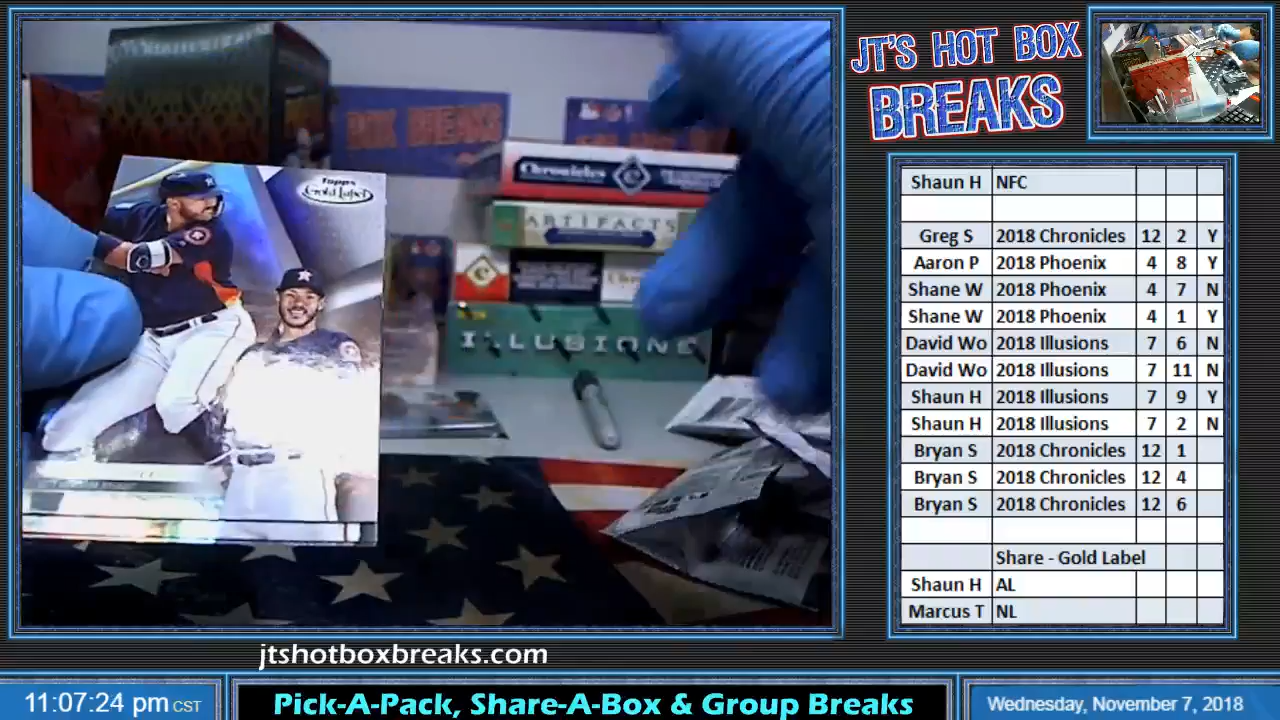 JT'S HOT BOX
BREAKS
Topps
Gold Label
Chronicles
ARTIFACTS
ILLUSIONS
Shaun H NFC
Greg S 2018 Chronicles 12 2 Y
Aaron P 2018 Phoenix 4 8 Y
Shane W 2018 Phoenix 4 7 N
Shane W 2018 Phoenix 4 1 Y
David Wo 2018 Illusions 7 6 N
David Wo 2018 Illusions 7 11 N
Shaun H 2018 Illusions 7 9 Y
Shaun H 2018 Illusions 7 2 N
Bryan S 2018 Chronicles 12 1
Bryan S 2018 Chronicles 12 4
Bryan S 2018 Chronicles 12 6
Share - Gold Label
Shaun H AL
Marcus T NL
jtshotboxbreaks.com
11:07:24 pm CST
Pick-A-Pack, Share-A-Box & Group Breaks
Wednesday, November 7, 2018